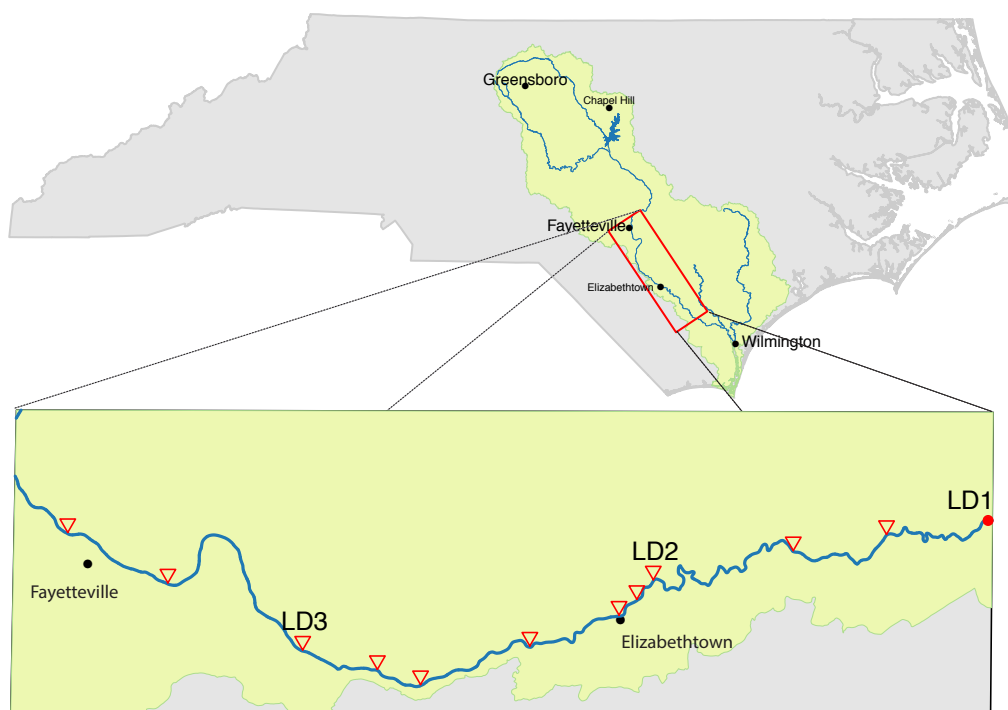 Greensboro
Chapel Hill
Fayetteville
Elizabethtown
Wilmington
LD1
LD2
Fayetteville
LD3
Elizabethtown